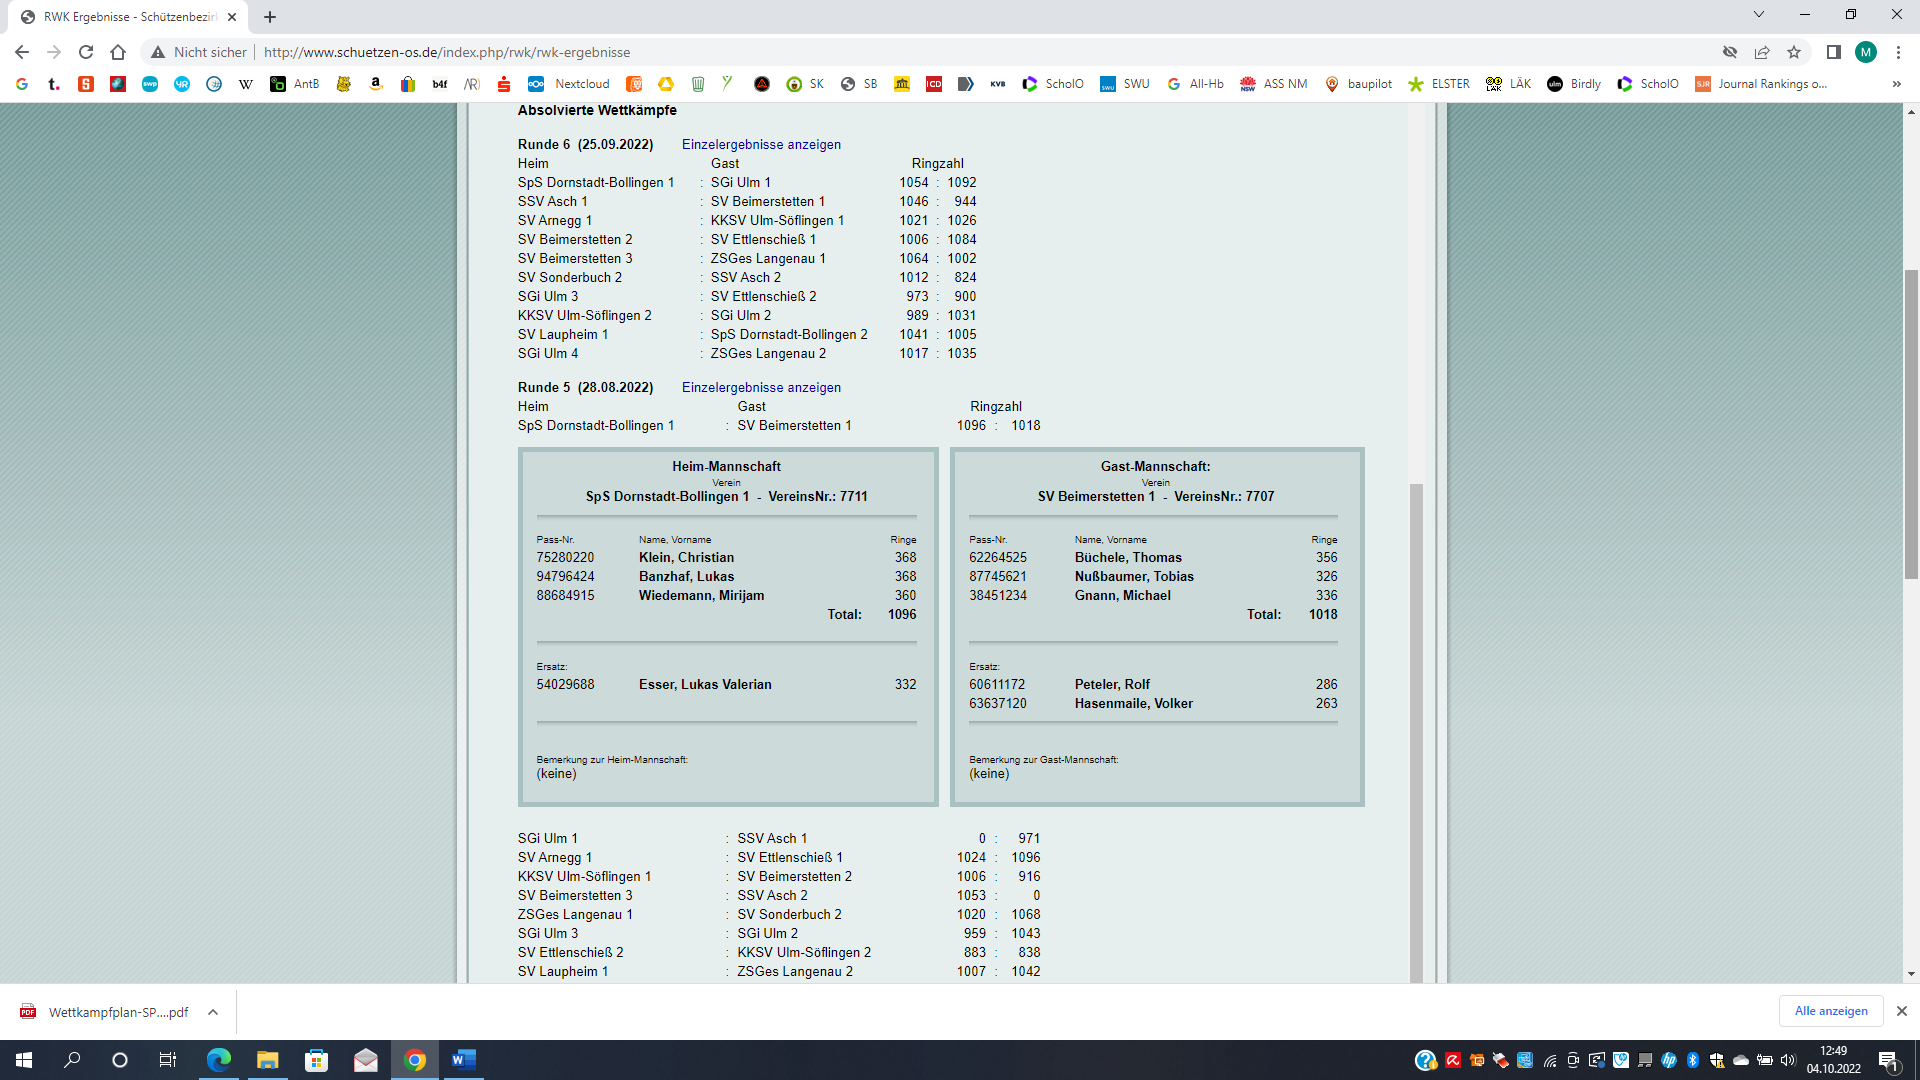 RWK Ergebnisse - Schützenbezir
Nicht sicher
http://www.schuetzen-os.de/index.php/rwk/rwk-ergebnisse
M
AntB
b4f
Nextcloud
SK
SB
ICD
KVB
ScholO
SWU
All-Hb
ASS NM
baupilot
ELSTER
LÄK
Birdly
ScholO
Journal Rankings o...
Absolvierte Wettkämpfe
Runde 6 (25.09.2022) Einzelergebnisse anzeigen
Heim Gast Ringzahl
SpS Dornstadt-Bollingen 1 : SGi Ulm 1 1054 : 1092
SSV Asch 1 : SV Beimerstetten 1 1046 : 944
SV Arnegg 1 : KKSV Ulm-Söflingen 1 1021 : 1026
SV Beimerstetten 2 : SV Ettlenschieß 1 1006 : 1084
SV Beimerstetten 3 : ZSGes Langenau 1 1064 : 1002
SV Sonderbuch 2 : SSV Asch 2 1012 : 824
SGi Ulm 3 : SV Ettlenschieß 2 973 : 900
KKSV Ulm-Söflingen 2 : SGi Ulm 2 989 : 1031
SV Laupheim 1 : SpS Dornstadt-Bollingen 2 1041 : 1005
SGi Ulm 4 : ZSGes Langenau 2 1017 : 1035
Runde 5 (28.08.2022) Einzelergebnisse anzeigen
Heim Gast Ringzahl
SpS Dornstadt-Bollingen 1 : SV Beimerstetten 1 1096 : 1018
Heim-Mannschaft
Verein
SpS Dornstadt-Bollingen 1 - VereinsNr.: 7711
Pass-Nr. Name, Vorname Ringe
75280220 Klein, Christian 368
94796424 Banzhaf, Lukas 368
88684915 Wiedemann, Mirijam 360
Total: 1096
Ersatz:
54029688 Esser, Lukas Valerian 332
Bemerkung zur Heim-Mannschaft:
(keine)
Gast-Mannschaft:
Verein
SV Beimerstetten 1 - VereinsNr.: 7707
Pass-Nr. Name, Vorname Ringe
62264525 Büchele, Thomas 356
87745621 Nußbaumer, Tobias 326
38451234 Gnann, Michael 336
Total: 1018
Ersatz:
60611172 Peteler, Rolf 286
63637120 Hasenmaile, Volker 263
Bemerkung zur Gast-Mannschaft:
(keine)
SGi Ulm 1 : SSV Asch 1 0 : 971
SV Arnegg 1 : SV Ettlenschieß 1 1024 : 1096
KKSV Ulm-Söflingen 1 : SV Beimerstetten 2 1006 : 916
SV Beimerstetten 3 : SSV Asch 2 1053 : 0
ZSGes Langenau 1 : SV Sonderbuch 2 1020 : 1068
SGi Ulm 3 : SGi Ulm 2 959 : 1043
SV Ettlenschieß 2 : KKSV Ulm-Söflingen 2 883 : 838
SV Laupheim 1 : ZSGes Langenau 2 1007 : 1042
Wettkampfplan-SP....pdf
Alle anzeigen
12:49
04.10.2022